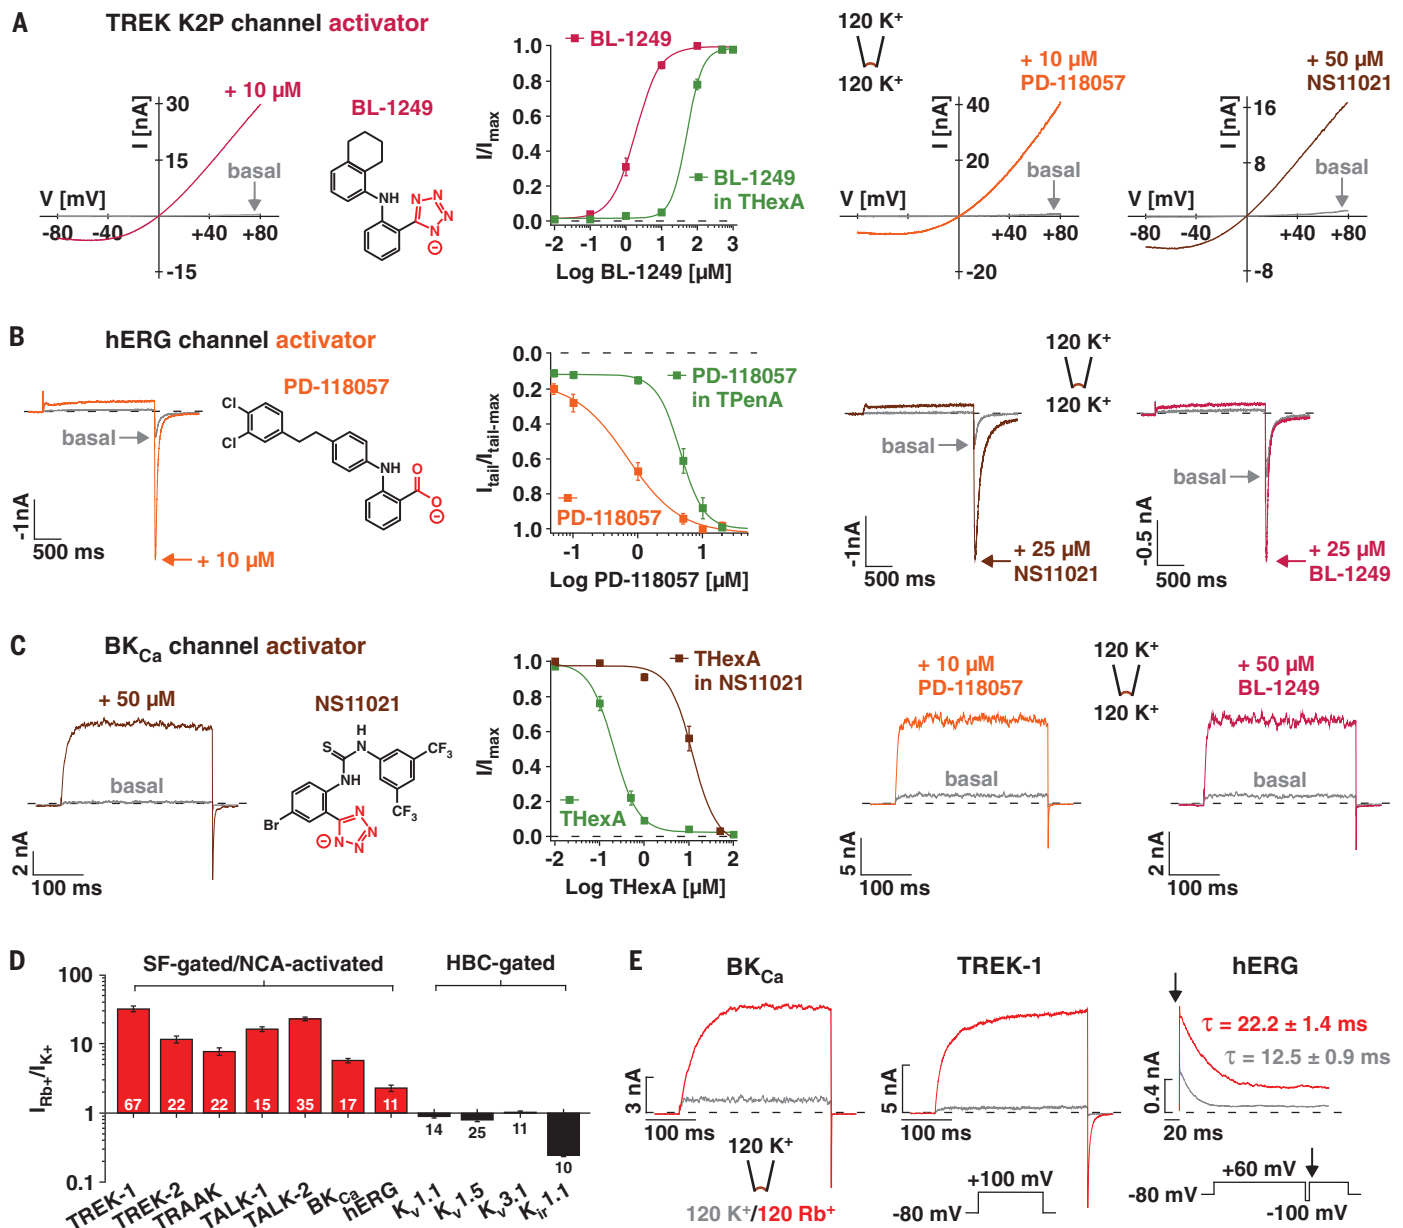 A
TREK K2P channel activator
I [nA]
30
15
-15
+ 10 µM
basal
V [mV]
-80
-40
+40
+80
BL-1249
NH
N
N
N
N
⊖
I/Imax
1.0
0.8
0.6
0.4
0.2
0.0
BL-1249
BL-1249
in THexA
-2
-1
0
1
2
3
Log BL-1249 [µM]
120 K+
120 K+
+ 10 µM
PD-118057
I [nA]
40
20
-20
basal
V [mV]
-80
-40
+40
+80
+ 50 µM
NS11021
I [nA]
16
8
-8
basal
V [mV]
-80
-40
+40
+80
B
hERG channel activator
PD-118057
basal
-1nA
500 ms
+ 10 µM
Cl
Cl
NH
O
O
⊖
Itail/Itail-max
0.0
0.2
0.4
0.6
0.8
1.0
PD-118057
in TPenA
PD-118057
-1
0
1
Log PD-118057 [µM]
120 K+
120 K+
basal
-1nA
500 ms
+ 25 µM
NS11021
basal
-0.5 nA
500 ms
+ 25 µM
BL-1249
C
BKCa channel activator
+ 50 µM
basal
2 nA
100 ms
NS11021
S
H
N
NH
CF3
CF3
Br
N
N
N
N
⊖
I/Imax
1.0
0.8
0.6
0.4
0.2
0.0
THexA
in NS11021
THexA
-2
-1
0
1
2
Log THexA [µM]
+ 10 µM
PD-118057
basal
5 nA
100 ms
120 K+
120 K+
+ 50 µM
BL-1249
basal
2 nA
100 ms
D
SF-gated/NCA-activated
HBC-gated
IRb+/IK+
100
10
1
0.1
67
22
22
15
35
17
11
14
25
11
10
TREK-1
TREK-2
TRAAK
TALK-1
TALK-2
BKCa
hERG
Kv1.1
Kv1.5
Kv3.1
Kir1.1
E
BKCa
3 nA
100 ms
120 K+
120 K+/120 Rb+
TREK-1
5 nA
100 ms
+100 mV
-80 mV
hERG
τ = 22.2 ± 1.4 ms
τ = 12.5 ± 0.9 ms
0.4 nA
20 ms
+60 mV
-80 mV
-100 mV